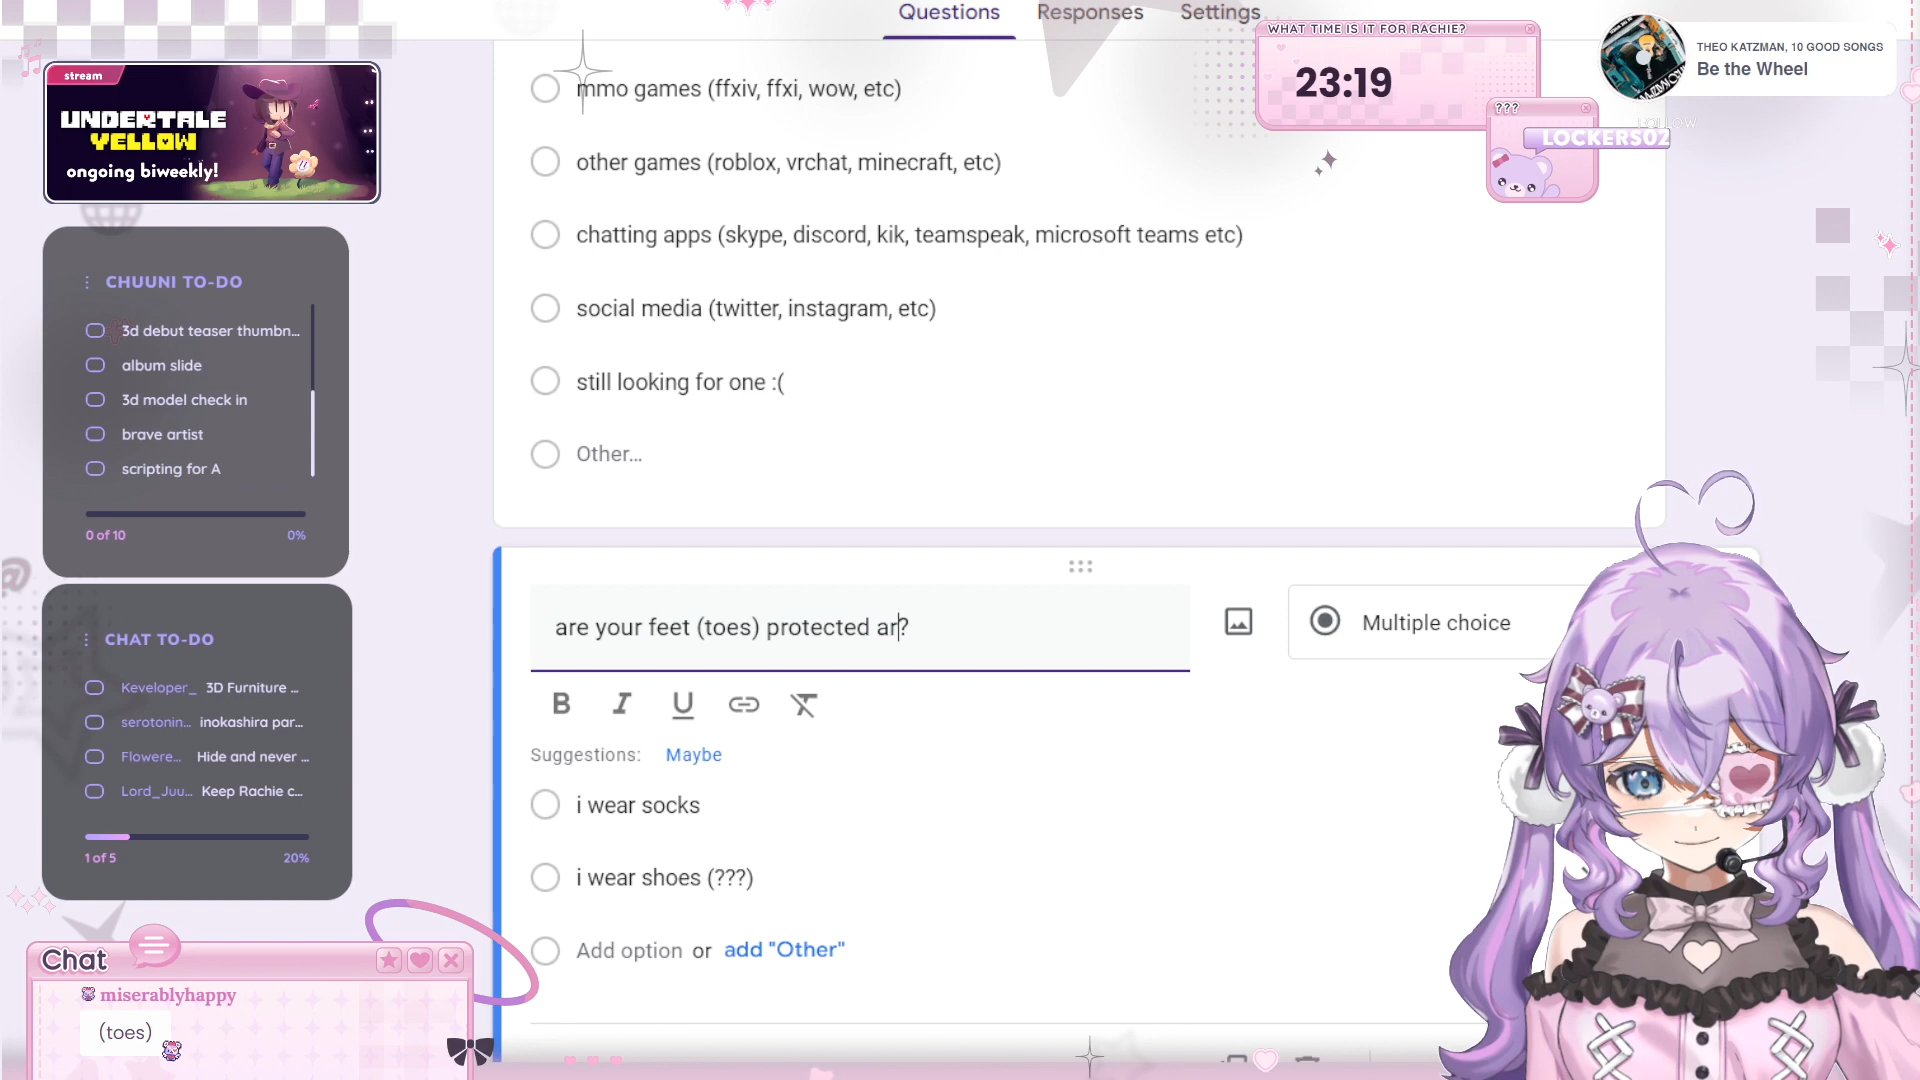 Questions
Responses
Settings
WHAT TIME IS IT FOR RACHIE?
23:19
???
LOCKERS02
FOLLOW
THEO KATZMAN, 10 GOOD SONGS
Be the Wheel
stream
UNDERTALE
YELLOW
ongoing biweekly!
CHUUNI TO-DO
3d debut teaser thumbn...
album slide
3d model check in
brave artist
scripting for A
0 of 10
0%
CHAT TO-DO
Keveloper_ 3D Furniture ...
serotonin... inokashira par...
Flowere... Hide and never ...
Lord_Juu... Keep Rachie c...
1 of 5
20%
Chat
miserablyhappy
(toes)
mmo games (ffxiv, ffxi, wow, etc)
other games (roblox, vrchat, minecraft, etc)
chatting apps (skype, discord, kik, teamspeak, microsoft teams etc)
social media (twitter, instagram, etc)
still looking for one :(
Other...
are your feet (toes) protected ar?
Multiple choice
B I U
Suggestions: Maybe
i wear socks
i wear shoes (???)
Add option or add "Other"